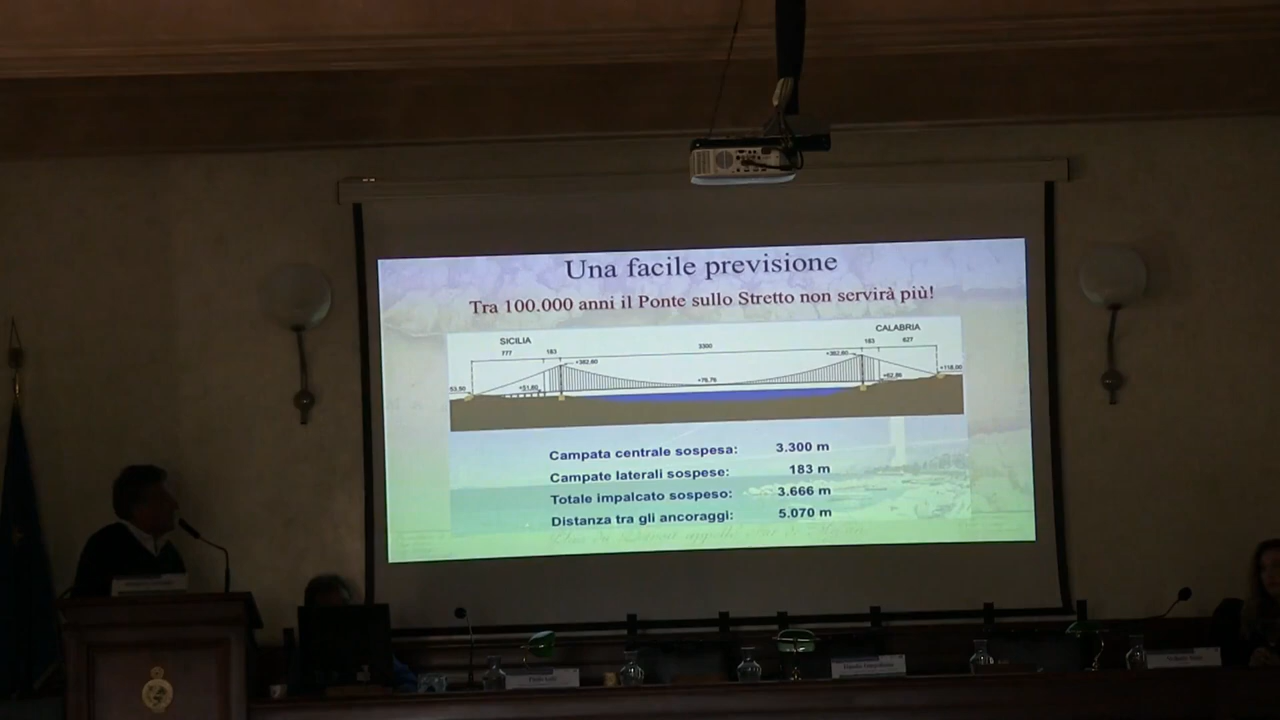 Una facile previsione
Tra 100.000 anni il Ponte sullo Stretto non servirà più!
SICILIA
CALABRIA
777
183
3300
183
627
+382,60
+382,60
53,50
+51,80
+76,76
+62,86
+118,00
Campata centrale sospesa: 3.300 m
Campate laterali sospese: 183 m
Totale impalcato sospeso: 3.666 m
Distanza tra gli ancoraggi: 5.070 m